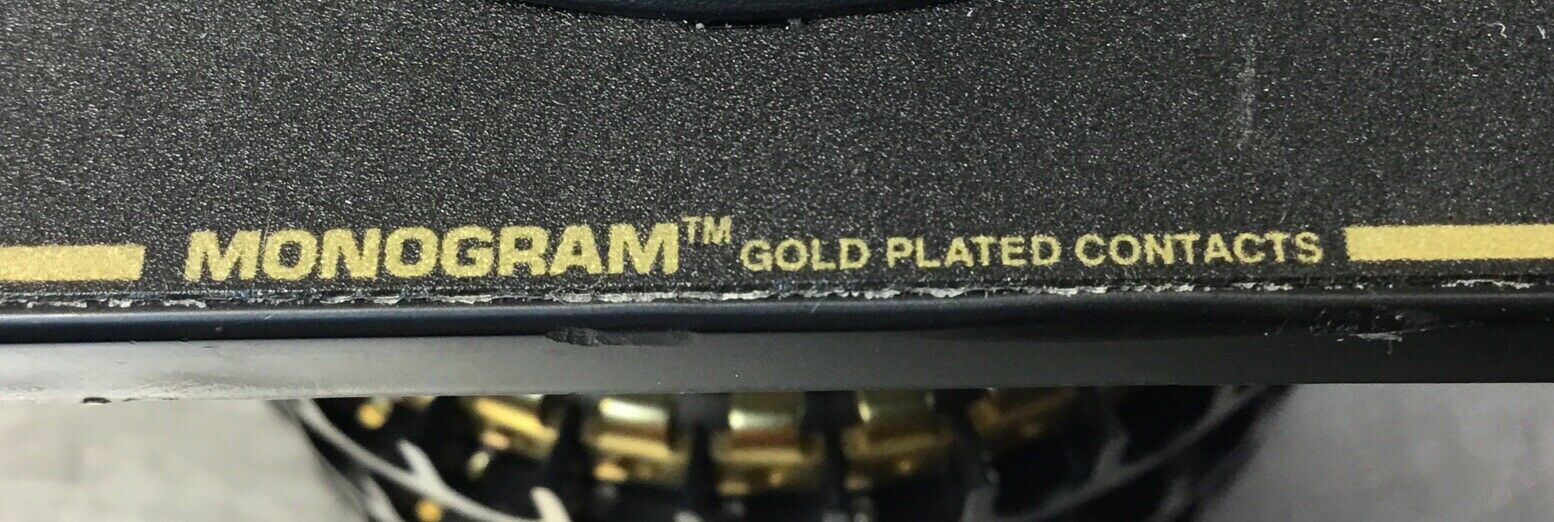 MONOGRAM™ GOLD PLATED CONTACTS